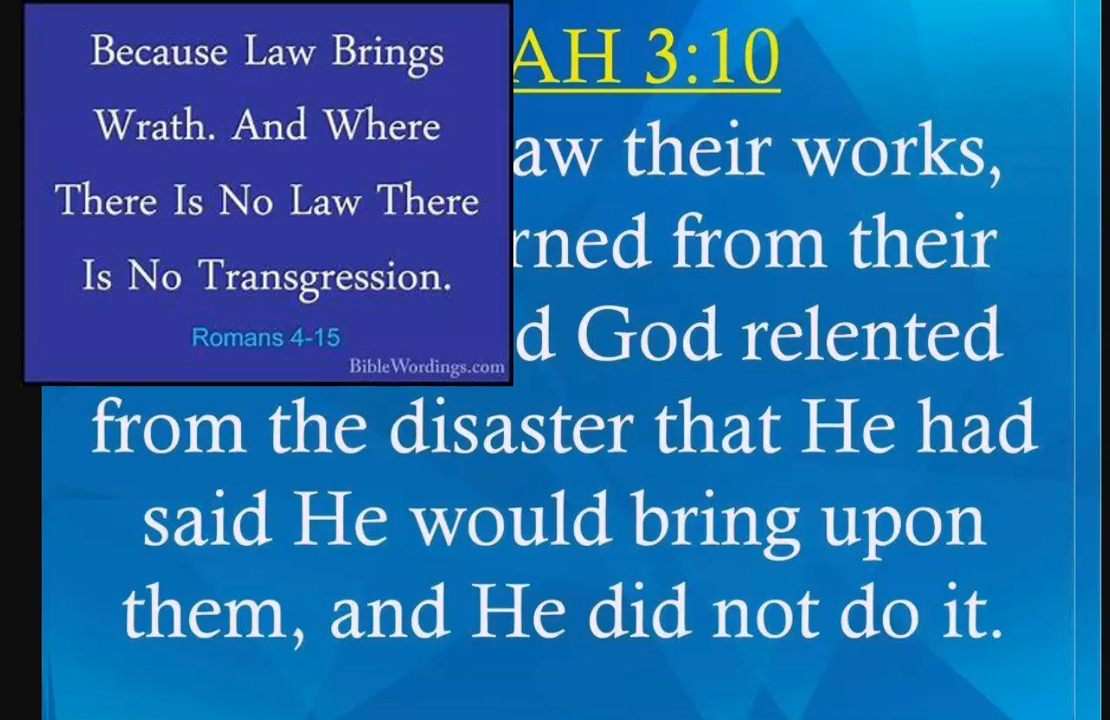 Because Law Brings
Wrath. And Where
There Is No Law There
Is No Transgression.
Romans 4-15
BibleWordings.com
AH 3:10
aw their works,
rned from their
d God relented
from the disaster that He had
said He would bring upon
them, and He did not do it.